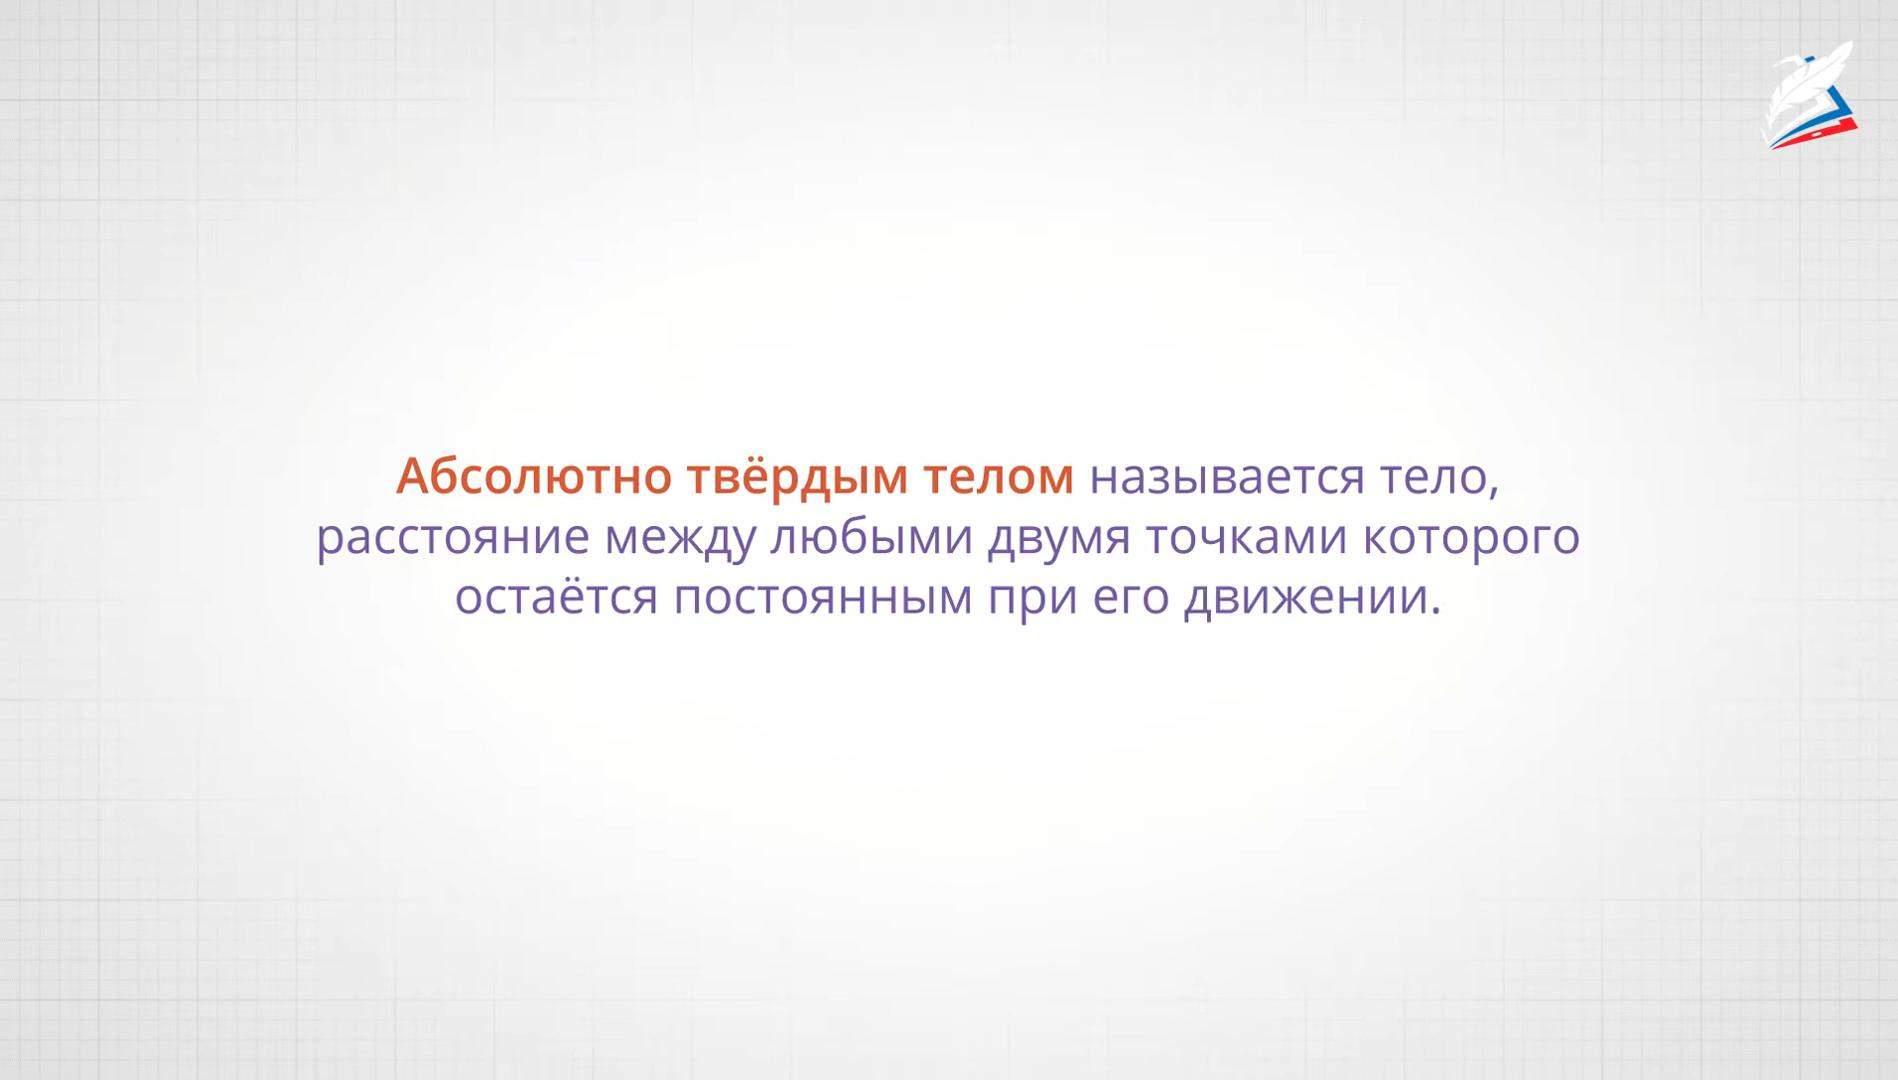 Абсолютно твёрдым телом называется тело,
расстояние между любыми двумя точками которого
остаётся постоянным при его движении.